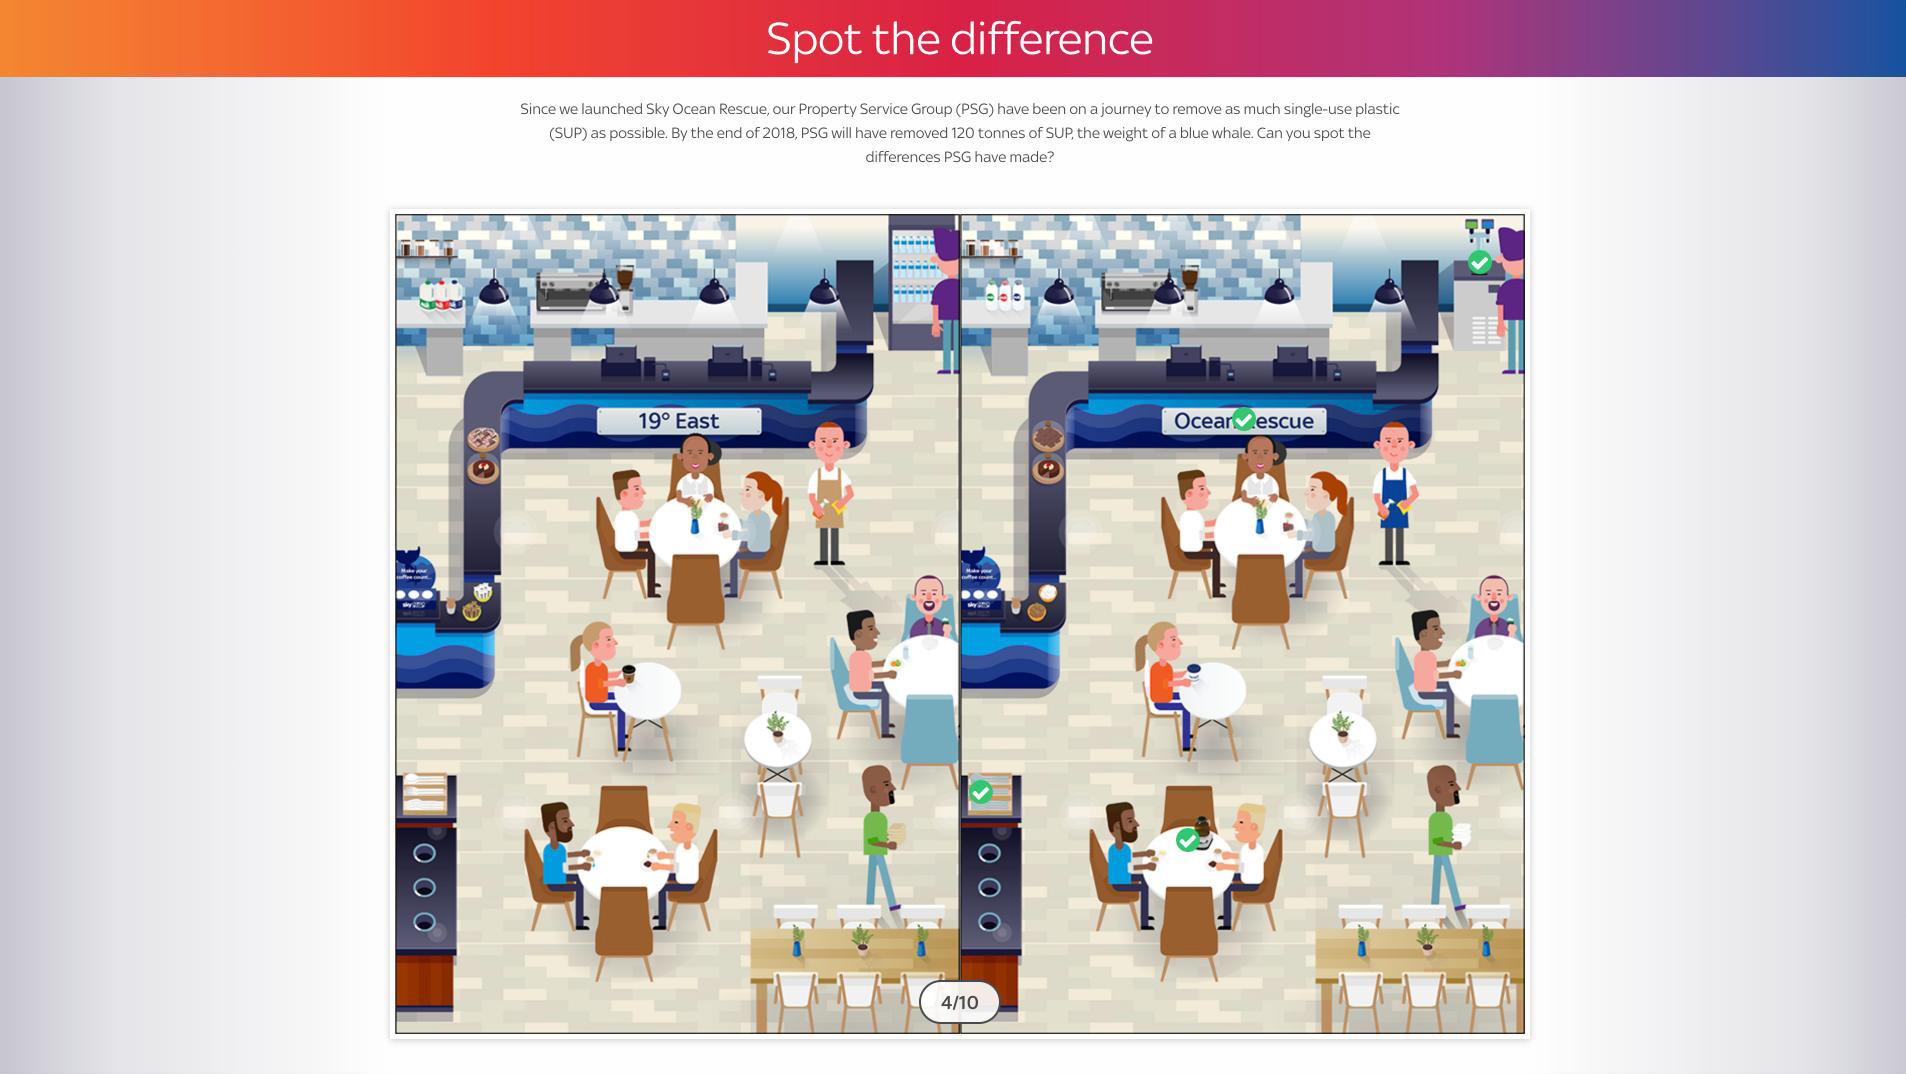 Spot the difference
Since we launched Sky Ocean Rescue, our Property Service Group (PSG) have been on a journey to remove as much single-use plastic
(SUP) as possible. By the end of 2018, PSG will have removed 120 tonnes of SUP, the weight of a blue whale. Can you spot the
differences PSG have made?
19° East
Ocean escue
Make your
coffee count...
sky
Make your
coffee count...
sky
4/10